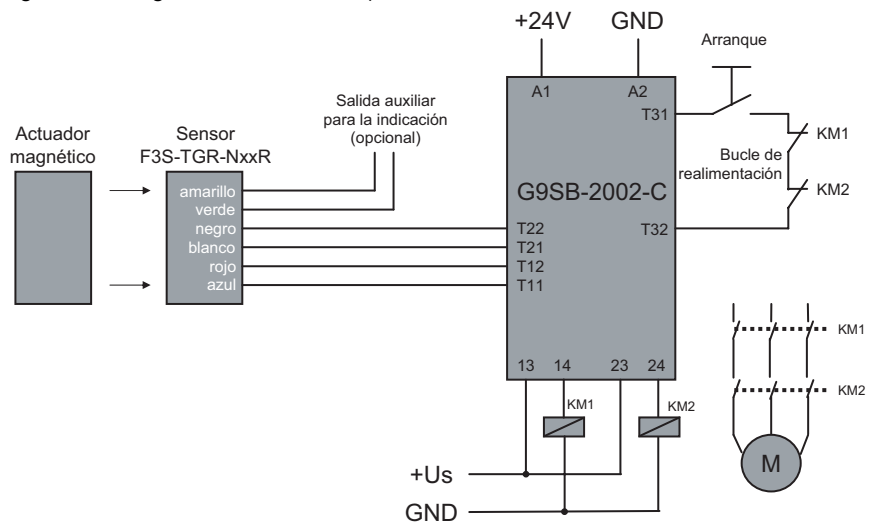 +24V
GND
Arranque
A1
A2
T31
Salida auxiliar
para la indicación
(opcional)
Actuador
magnético
Sensor
F3S-TGR-NxxR
KM1
Bucle de
realimentación
KM2
amarillo
verde
negro
blanco
rojo
azul
G9SB-2002-C
T22
T21
T12
T11
T32
13
14
23
24
KM1
KM2
KM1
KM2
M
+Us
GND